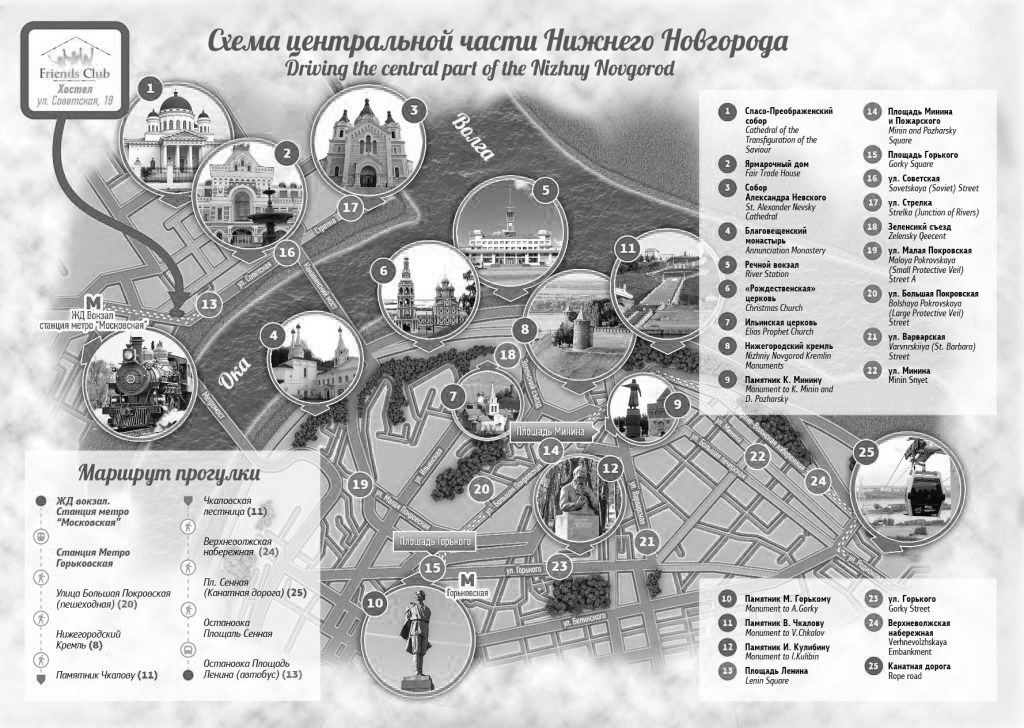 Friends Club
Хостел
ул. Советская, 18
Схема центральной части Нижнего Новгорода
Driving the central part of the Nizhny Novgorod
1
2
3
4
5
6
7
8
9
10
11
12
13
14
15
16
17
18
19
20
21
22
23
24
25
Волга
Ока
Стрелка
ул. Советская
М
ЖД Вокзал
станция метро "Московская"
Площадь Минина
Площадь Горького
М
Горьковская
ул. Ильинская
ул. Малая Покровская
ул. Большая Покровская
ул. Варварская
ул. Минина
ул. Большая печерская
ул. Горького
ул. Белинского
1 Спасо-Преображенский
собор
Cathedral of the
Transfiguration of the
Saviour
2 Ярмарочный дом
Fair Trade House
3 Собор
Александра Невского
St. Alexander Nevsky
Cathedral
4 Благовещенский
монастырь
Annunciation Monastery
5 Речной вокзал
River Station
6 «Рождественская»
церковь
Christmas Church
7 Ильинская церковь
Elias Prophet Church
8 Нижегородский кремль
Nizhniy Novgorod Kremlin
Monuments
9 Памятник К. Минину
Monument to K. Minin and
D. Pozharsky
14 Площадь Минина
и Пожарского
Minin and Pozharsky
Square
15 Площадь Горького
Gorky Square
16 ул. Советская
Sovetskaya (Soviet) Street
17 ул. Стрелка
Strelka (Junction of Rivers)
18 Зеленский съезд
Zelensky Qeecent
19 ул. Малая Покровская
Malaya Pokrovskaya
(Small Protective Veil)
Street A
20 ул. Большая Покровская
Bolshaya Pokrovskaya
(Large Protective Veil)
Street
21 ул. Варварская
Varvnrskiiya (St. Barbara)
Street
22 ул. Минина
Minin Snyet
Маршрут прогулки
ЖД вокзал.
Станция метро
"Московская"
Станция Метро
Горьковская
Улица Большая Покровская
(пешеходная) (20)
Нижегородский
Кремль (8)
Памятник Чкалову (11)
Чкаловская
лестница (11)
Верхневолжская
набережная (24)
Пл. Сенная
(Канатная дорога) (25)
Остановка
Площаль Сенная
Остановка Площадь
Ленина (автобус) (13)
10 Памятник М. Горькому
Monument to A.Gorky
11 Памятник В. Чкалову
Monument to V.Chkalov
12 Памятник И. Кулибину
Monument to I.Kulibin
13 Площадь Ленина
Lenin Square
23 ул. Горького
Gorky Street
24 Верхневолжская
набережная
Verhnevolzhskaya
Embankment
25 Канатная дорога
Rope road